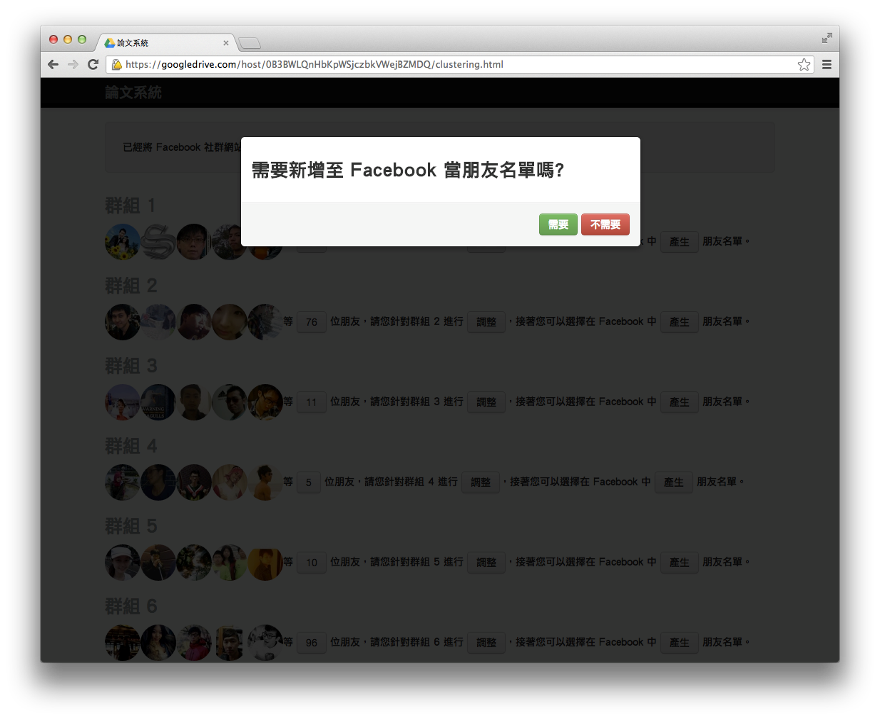 論文系統
https://googledrive.com/host/0B3BWLQnHbKpWSjczbkVWejBZMDQ/clustering.html
論文系統
已經將 Facebook 社群網站
需要新增至 Facebook 當朋友名單嗎?
需要 不需要
群組 1
中 產生 朋友名單。
群組 2
等 76 位朋友，請您針對群組 2 進行 調整 ，接著您可以選擇在 Facebook 中 產生 朋友名單。
群組 3
等 11 位朋友，請您針對群組 3 進行 調整 ，接著您可以選擇在 Facebook 中 產生 朋友名單。
群組 4
等 5 位朋友，請您針對群組 4 進行 調整 ，接著您可以選擇在 Facebook 中 產生 朋友名單。
群組 5
等 10 位朋友，請您針對群組 5 進行 調整 ，接著您可以選擇在 Facebook 中 產生 朋友名單。
群組 6
等 96 位朋友，請您針對群組 6 進行 調整 ，接著您可以選擇在 Facebook 中 產生 朋友名單。